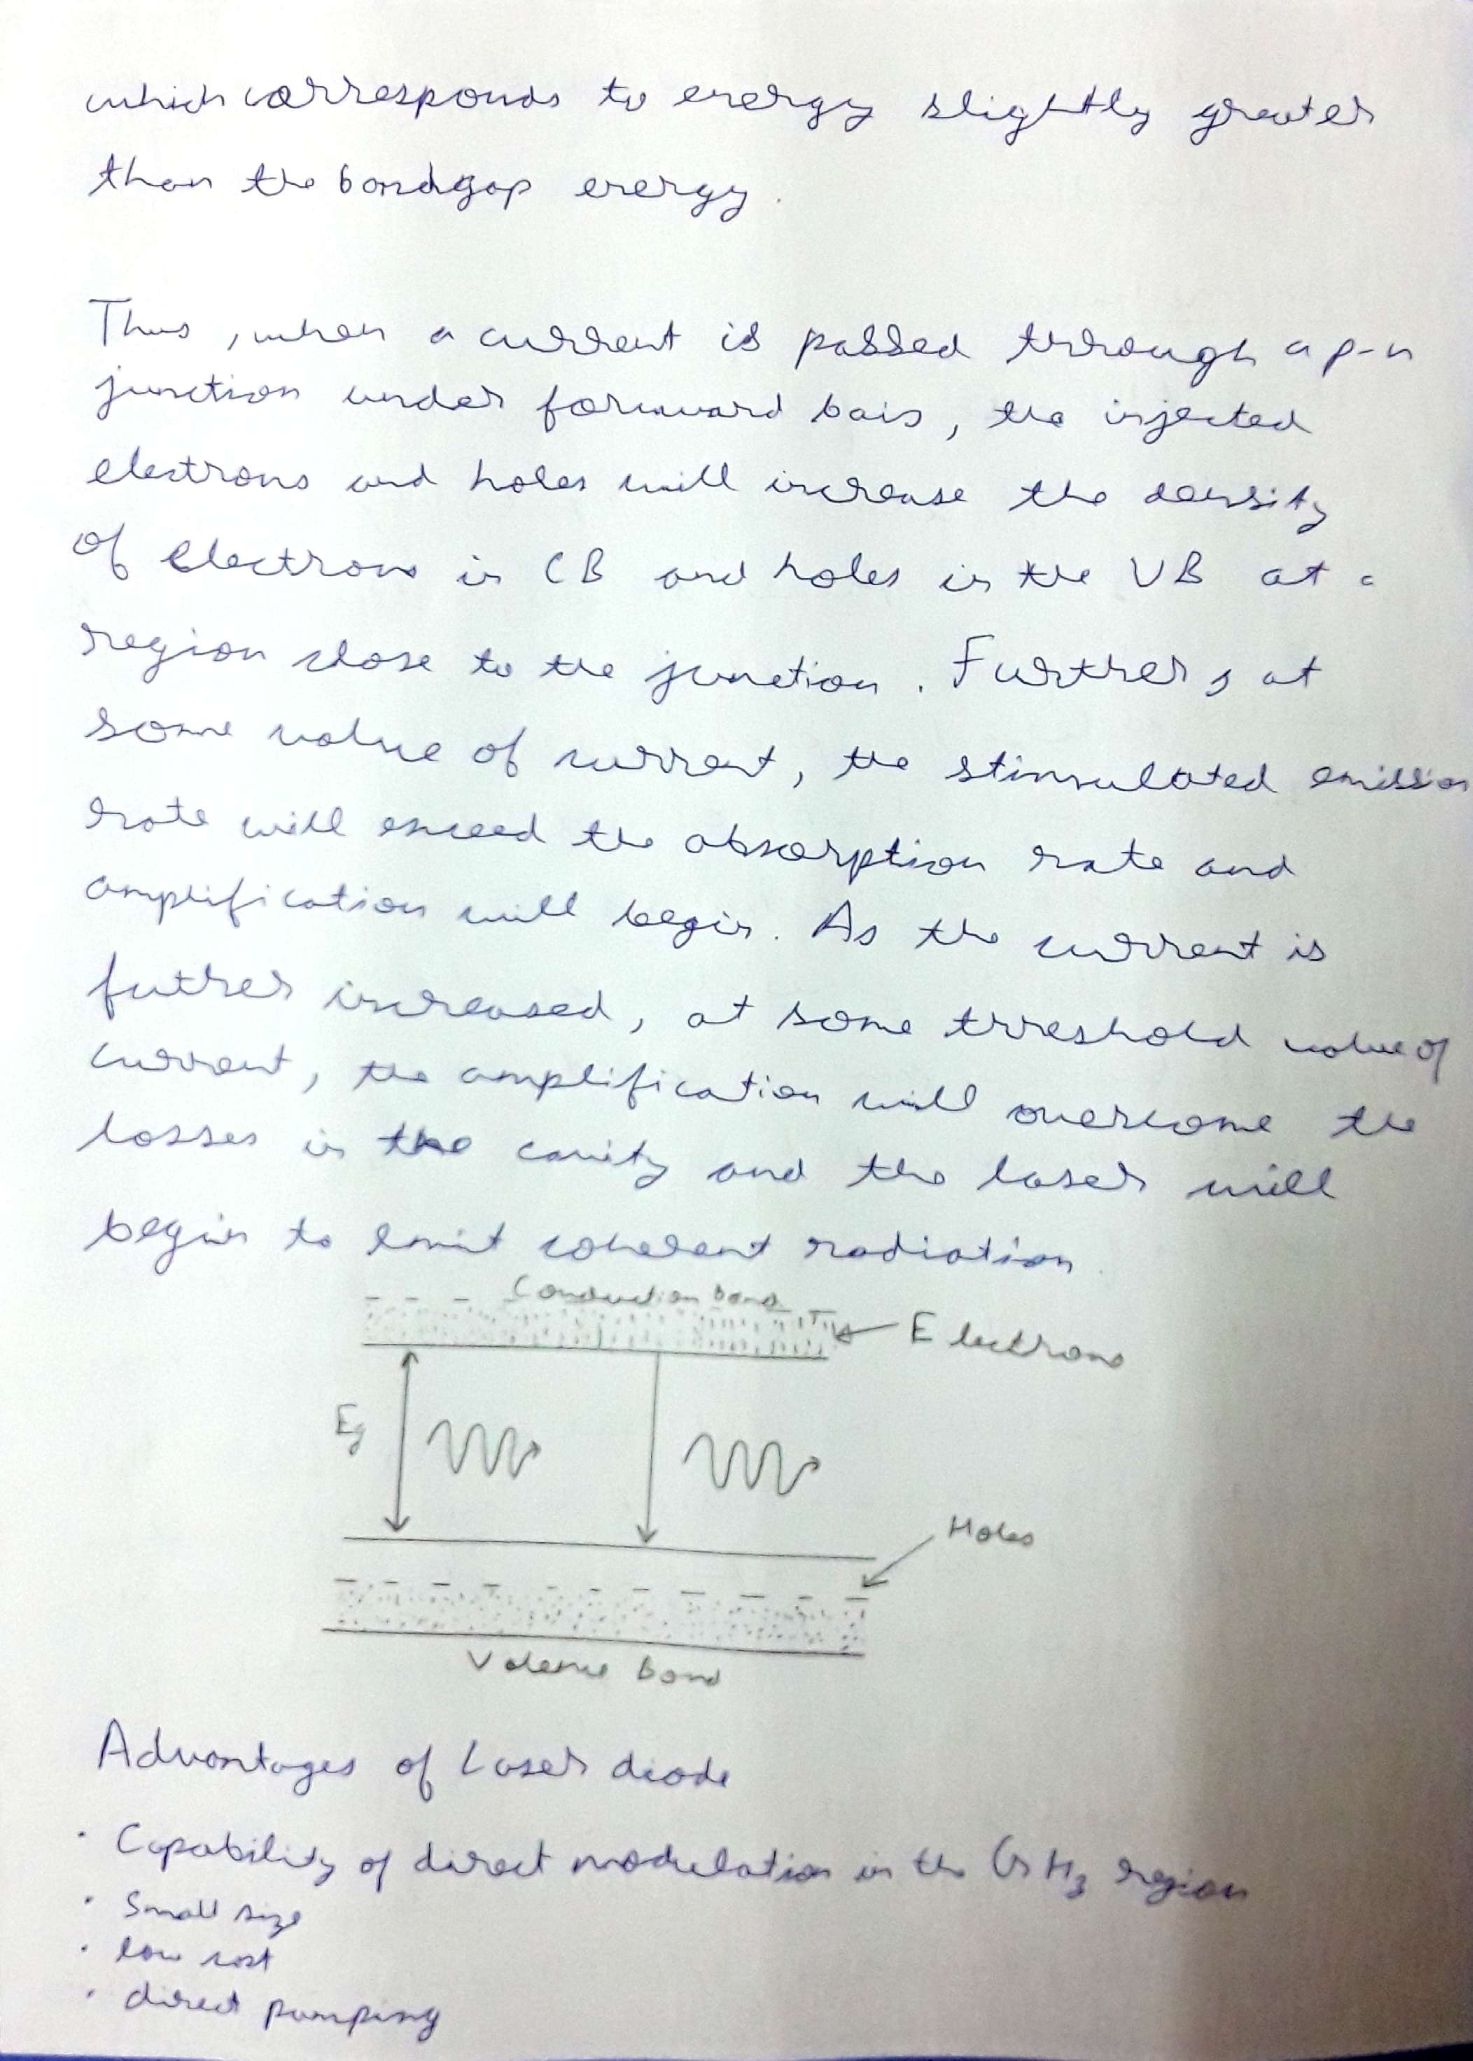 which corresponds to energy slightly greater
than the bandgap energy.
Thus, when a current is passed through a p-n
junction under forward bais, the injected
electrons and holes will increase the density
of electrons in CB and holes in the VB at a
region close to the junction. Further, at
some value of current, the stimulated emission
rate will exceed the absorption rate and
amplification will begin. As the current is
futher increased, at some threshold value of
current, the amplification will overcome the
losses in the cavity and the laser will
begin to emit coherent radiation.
Conduction band
Electrons
Eg
Holes
Valence band
Advantages of Laser diode
• Capability of direct modulation in the GHz region
• Small size
• low cost
• direct pumping